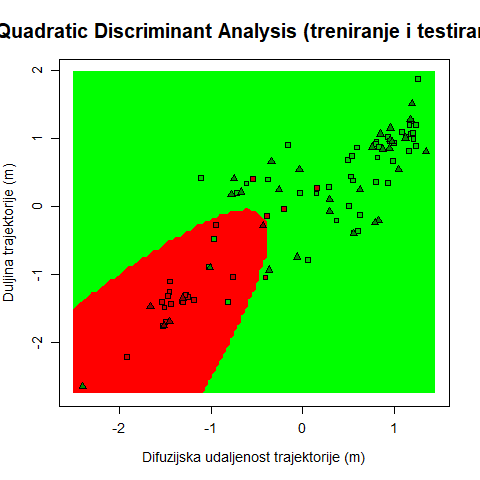 Quadratic Discriminant Analysis (treniranje i testiran
2
1
0
-1
-2
Duljina trajektorije (m)
-2 -1 0 1
Difuzijska udaljenost trajektorije (m)